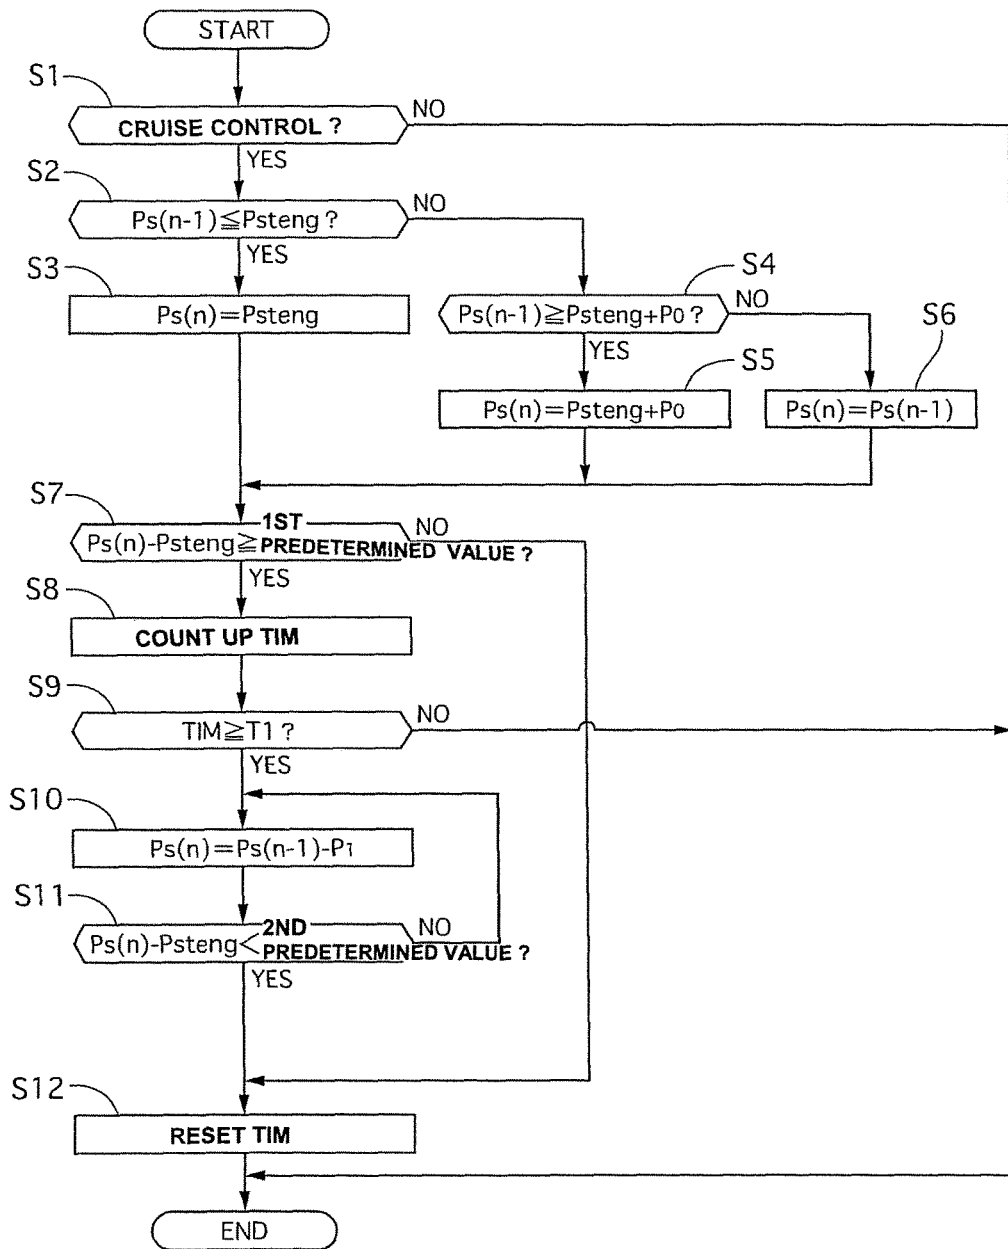 START
S1
CRUISE CONTROL ?
NO
YES
S2
Ps(n-1)≦Psteng ?
NO
YES
S3
Ps(n)=Psteng
S4
Ps(n-1)≧Psteng+P0 ?
NO
YES
S5
Ps(n)=Psteng+P0
S6
Ps(n)=Ps(n-1)
S7
Ps(n)-Psteng≧ 1ST
PREDETERMINED VALUE ?
NO
YES
S8
COUNT UP TIM
S9
TIM≧T1 ?
NO
YES
S10
Ps(n)=Ps(n-1)-P1
S11
Ps(n)-Psteng< 2ND
PREDETERMINED VALUE ?
NO
YES
S12
RESET TIM
END